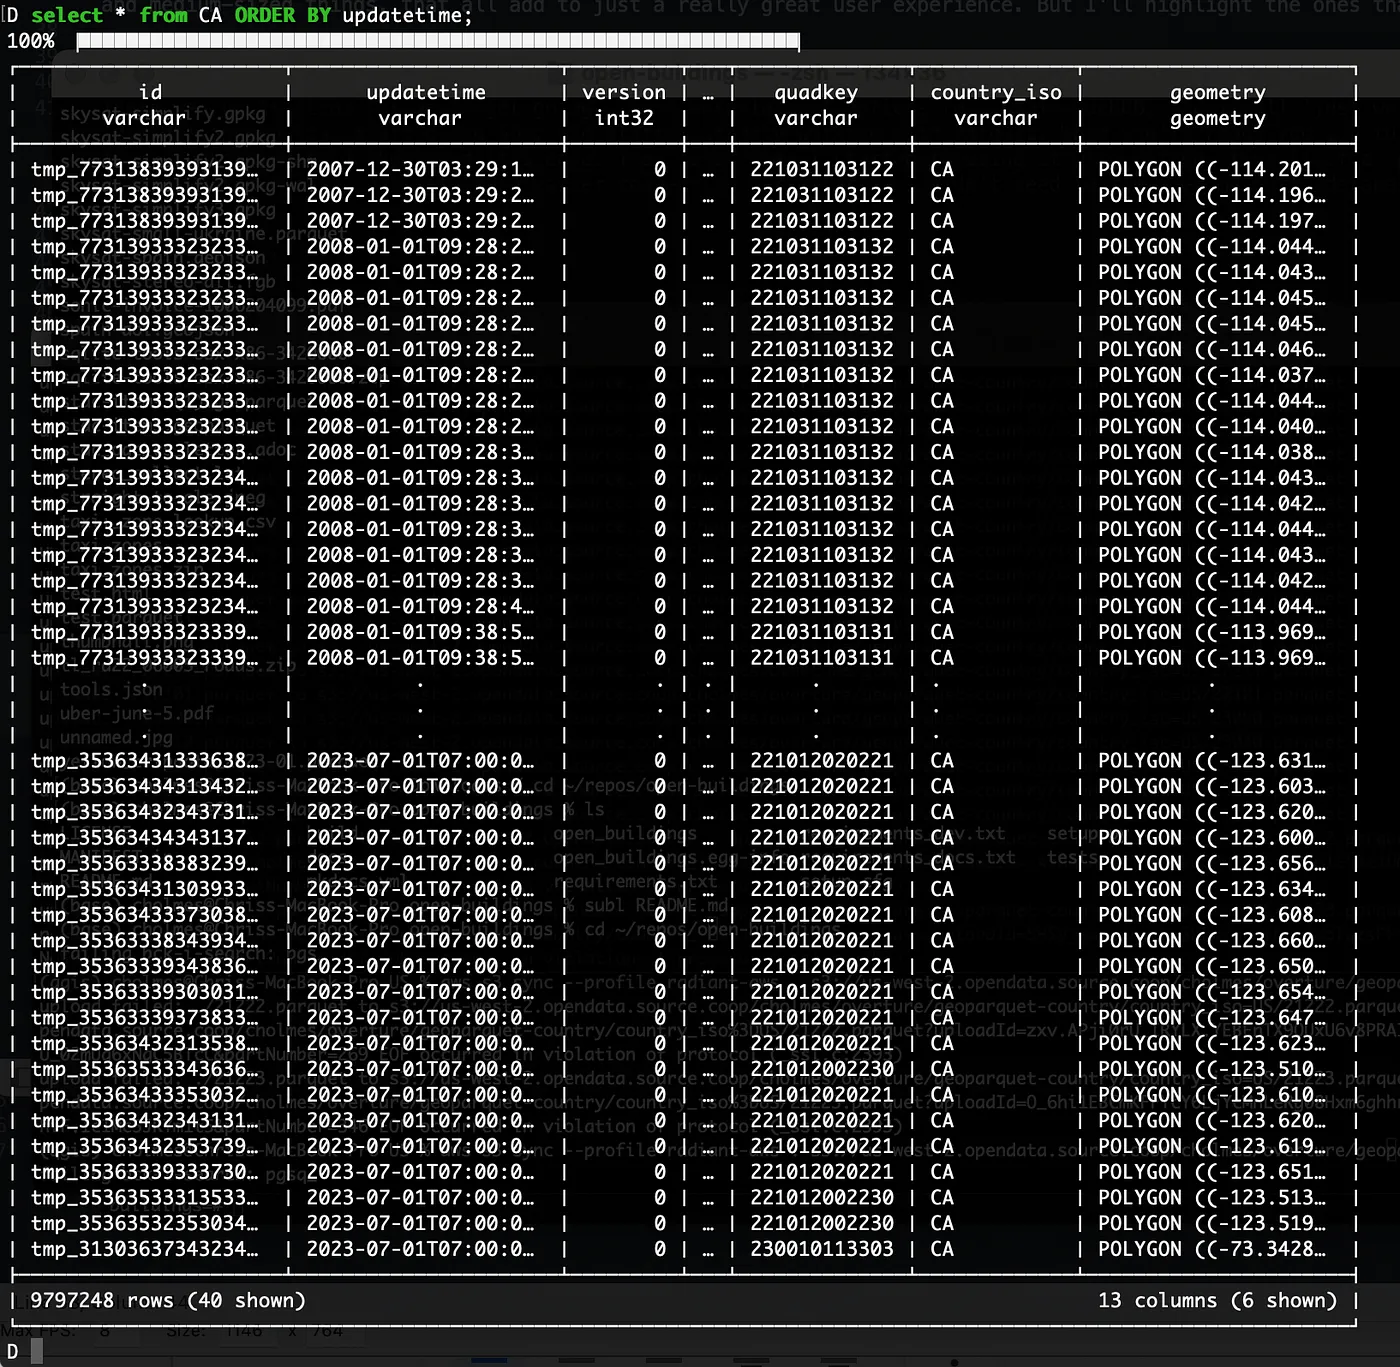 D select * from CA ORDER BY updatetime;
100%
id updatetime version … quadkey country_iso geometry
varchar varchar int32 varchar varchar geometry
tmp_77313839393139… 2007-12-30T03:29:1… 0 … 221031103122 CA POLYGON ((-114.201…
tmp_77313839393139… 2007-12-30T03:29:2… 0 … 221031103122 CA POLYGON ((-114.196…
tmp_77313839393139… 2007-12-30T03:29:2… 0 … 221031103122 CA POLYGON ((-114.197…
tmp_77313933323233… 2008-01-01T09:28:2… 0 … 221031103132 CA POLYGON ((-114.044…
tmp_77313933323233… 2008-01-01T09:28:2… 0 … 221031103132 CA POLYGON ((-114.043…
tmp_77313933323233… 2008-01-01T09:28:2… 0 … 221031103132 CA POLYGON ((-114.045…
tmp_77313933323233… 2008-01-01T09:28:2… 0 … 221031103132 CA POLYGON ((-114.045…
tmp_77313933323233… 2008-01-01T09:28:2… 0 … 221031103132 CA POLYGON ((-114.046…
tmp_77313933323233… 2008-01-01T09:28:2… 0 … 221031103132 CA POLYGON ((-114.037…
tmp_77313933323233… 2008-01-01T09:28:2… 0 … 221031103132 CA POLYGON ((-114.044…
tmp_77313933323233… 2008-01-01T09:28:2… 0 … 221031103132 CA POLYGON ((-114.040…
tmp_77313933323233… 2008-01-01T09:28:3… 0 … 221031103132 CA POLYGON ((-114.038…
tmp_77313933323234… 2008-01-01T09:28:3… 0 … 221031103132 CA POLYGON ((-114.043…
tmp_77313933323234… 2008-01-01T09:28:3… 0 … 221031103132 CA POLYGON ((-114.042…
tmp_77313933323234… 2008-01-01T09:28:3… 0 … 221031103132 CA POLYGON ((-114.044…
tmp_77313933323234… 2008-01-01T09:28:3… 0 … 221031103132 CA POLYGON ((-114.043…
tmp_77313933323234… 2008-01-01T09:28:3… 0 … 221031103132 CA POLYGON ((-114.042…
tmp_77313933323234… 2008-01-01T09:28:4… 0 … 221031103132 CA POLYGON ((-114.044…
tmp_77313933323339… 2008-01-01T09:38:5… 0 … 221031103131 CA POLYGON ((-113.969…
tmp_77313933323339… 2008-01-01T09:38:5… 0 … 221031103131 CA POLYGON ((-113.969…
· · · · · · ·
· · · · · · ·
· · · · · · ·
tmp_35363431333638… 2023-07-01T07:00:0… 0 … 221012020221 CA POLYGON ((-123.631…
tmp_35363434313432… 2023-07-01T07:00:0… 0 … 221012020221 CA POLYGON ((-123.603…
tmp_35363432343731… 2023-07-01T07:00:0… 0 … 221012020221 CA POLYGON ((-123.620…
tmp_35363434343137… 2023-07-01T07:00:0… 0 … 221012020221 CA POLYGON ((-123.600…
tmp_35363338383239… 2023-07-01T07:00:0… 0 … 221012020221 CA POLYGON ((-123.656…
tmp_35363431303933… 2023-07-01T07:00:0… 0 … 221012020221 CA POLYGON ((-123.634…
tmp_35363433373038… 2023-07-01T07:00:0… 0 … 221012020221 CA POLYGON ((-123.608…
tmp_35363338343934… 2023-07-01T07:00:0… 0 … 221012020221 CA POLYGON ((-123.660…
tmp_35363339343836… 2023-07-01T07:00:0… 0 … 221012020221 CA POLYGON ((-123.650…
tmp_35363339303031… 2023-07-01T07:00:0… 0 … 221012020221 CA POLYGON ((-123.654…
tmp_35363339373833… 2023-07-01T07:00:0… 0 … 221012020221 CA POLYGON ((-123.647…
tmp_35363432313538… 2023-07-01T07:00:0… 0 … 221012020221 CA POLYGON ((-123.623…
tmp_35363533343636… 2023-07-01T07:00:0… 0 … 221012002230 CA POLYGON ((-123.510…
tmp_35363433353032… 2023-07-01T07:00:0… 0 … 221012020221 CA POLYGON ((-123.610…
tmp_35363432343131… 2023-07-01T07:00:0… 0 … 221012020221 CA POLYGON ((-123.620…
tmp_35363432353739… 2023-07-01T07:00:0… 0 … 221012020221 CA POLYGON ((-123.619…
tmp_35363339333730… 2023-07-01T07:00:0… 0 … 221012020221 CA POLYGON ((-123.651…
tmp_35363533313533… 2023-07-01T07:00:0… 0 … 221012002230 CA POLYGON ((-123.513…
tmp_35363532353034… 2023-07-01T07:00:0… 0 … 221012002230 CA POLYGON ((-123.519…
tmp_31303637343234… 2023-07-01T07:00:0… 0 … 230010113303 CA POLYGON ((-73.3428…
9797248 rows (40 shown) 13 columns (6 shown)
D